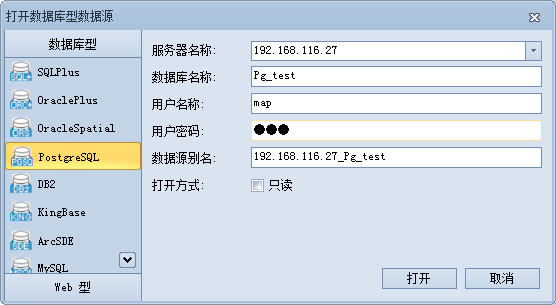 打开数据库型数据源
数据库型
SQLPlus
OraclePlus
OracleSpatial
PostgreSQL
DB2
KingBase
ArcSDE
MySQL
Web 型
服务器名称: 192.168.116.27
数据库名称: Pg_test
用户名称: map
用户密码: ●●●
数据源别名: 192.168.116.27_Pg_test
打开方式: 只读
打开 取消